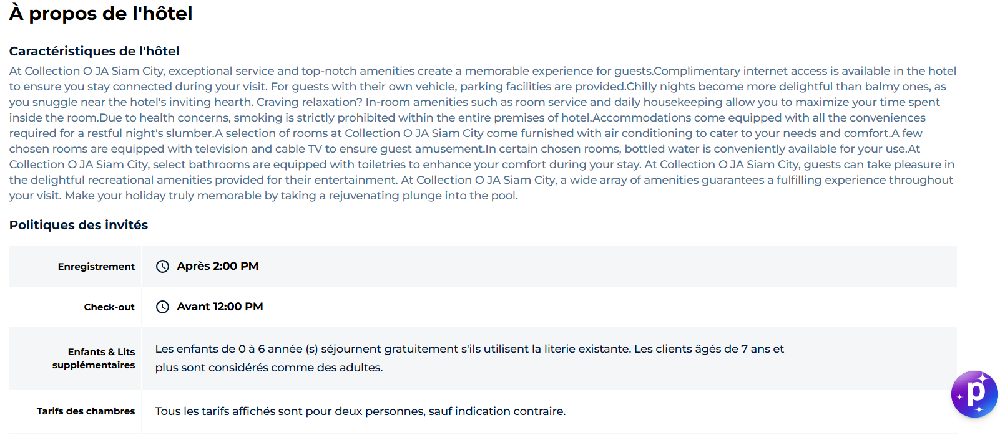 À propos de l'hôtel
Caractéristiques de l'hôtel
At Collection O JA Siam City, exceptional service and top-notch amenities create a memorable experience for guests.Complimentary internet access is available in the hotel
to ensure you stay connected during your visit. For guests with their own vehicle, parking facilities are provided.Chilly nights become more delightful than balmy ones, as
you snuggle near the hotel's inviting hearth. Craving relaxation? In-room amenities such as room service and daily housekeeping allow you to maximize your time spent
inside the room.Due to health concerns, smoking is strictly prohibited within the entire premises of hotel.Accommodations come equipped with all the conveniences
required for a restful night's slumber.A selection of rooms at Collection O JA Siam City come furnished with air conditioning to cater to your needs and comfort.A few
chosen rooms are equipped with television and cable TV to ensure guest amusement.In certain chosen rooms, bottled water is conveniently available for your use.At
Collection O JA Siam City, select bathrooms are equipped with toiletries to enhance your comfort during your stay. At Collection O JA Siam City, guests can take pleasure in
the delightful recreational amenities provided for their entertainment. At Collection O JA Siam City, a wide array of amenities guarantees a fulfilling experience throughout
your visit. Make your holiday truly memorable by taking a rejuvenating plunge into the pool.
Politiques des invités
Enregistrement
Après 2:00 PM
Check-out
Avant 12:00 PM
Enfants & Lits
supplémentaires
Les enfants de 0 à 6 année (s) séjournent gratuitement s'ils utilisent la literie existante. Les clients âgés de 7 ans et
plus sont considérés comme des adultes.
Tarifs des chambres
Tous les tarifs affichés sont pour deux personnes, sauf indication contraire.
p